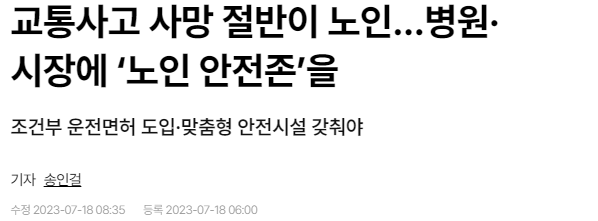 교통사고 사망 절반이 노인…병원·
시장에 ‘노인 안전존’을
조건부 운전면허 도입·맞춤형 안전시설 갖춰야
기자 송인걸
수정 2023-07-18 08:35 등록 2023-07-18 06:00